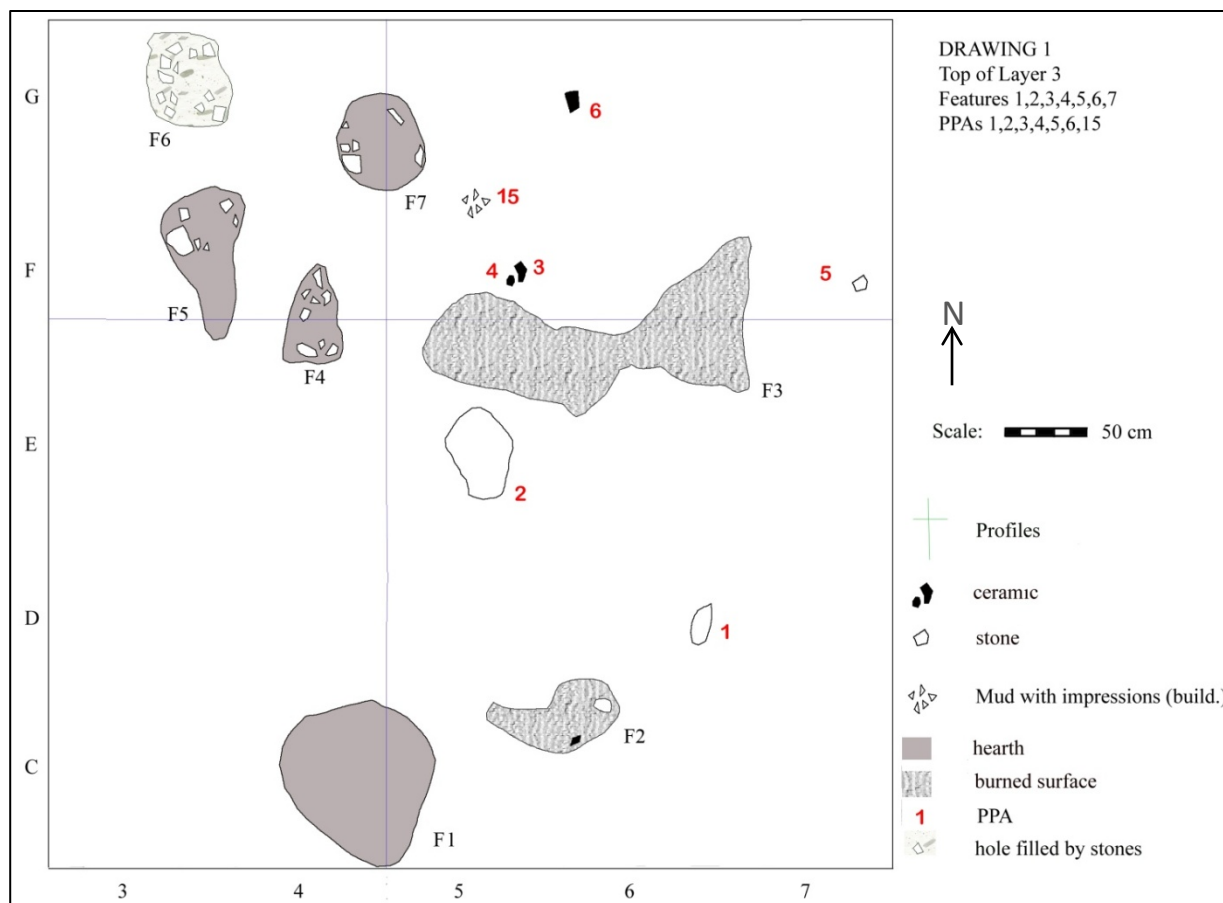 DRAWING 1
Top of Layer 3
Features 1,2,3,4,5,6,7
PPAs 1,2,3,4,5,6,15
G
6
F6
F7
15
F
4
3
5
F5
F4
F3
N
Scale:
50 cm
E
2
Profiles
D
1
ceramic
stone
Mud with impressions (build.)
F2
C
F1
hearth
burned surface
1
PPA
hole filled by stones
3
4
5
6
7